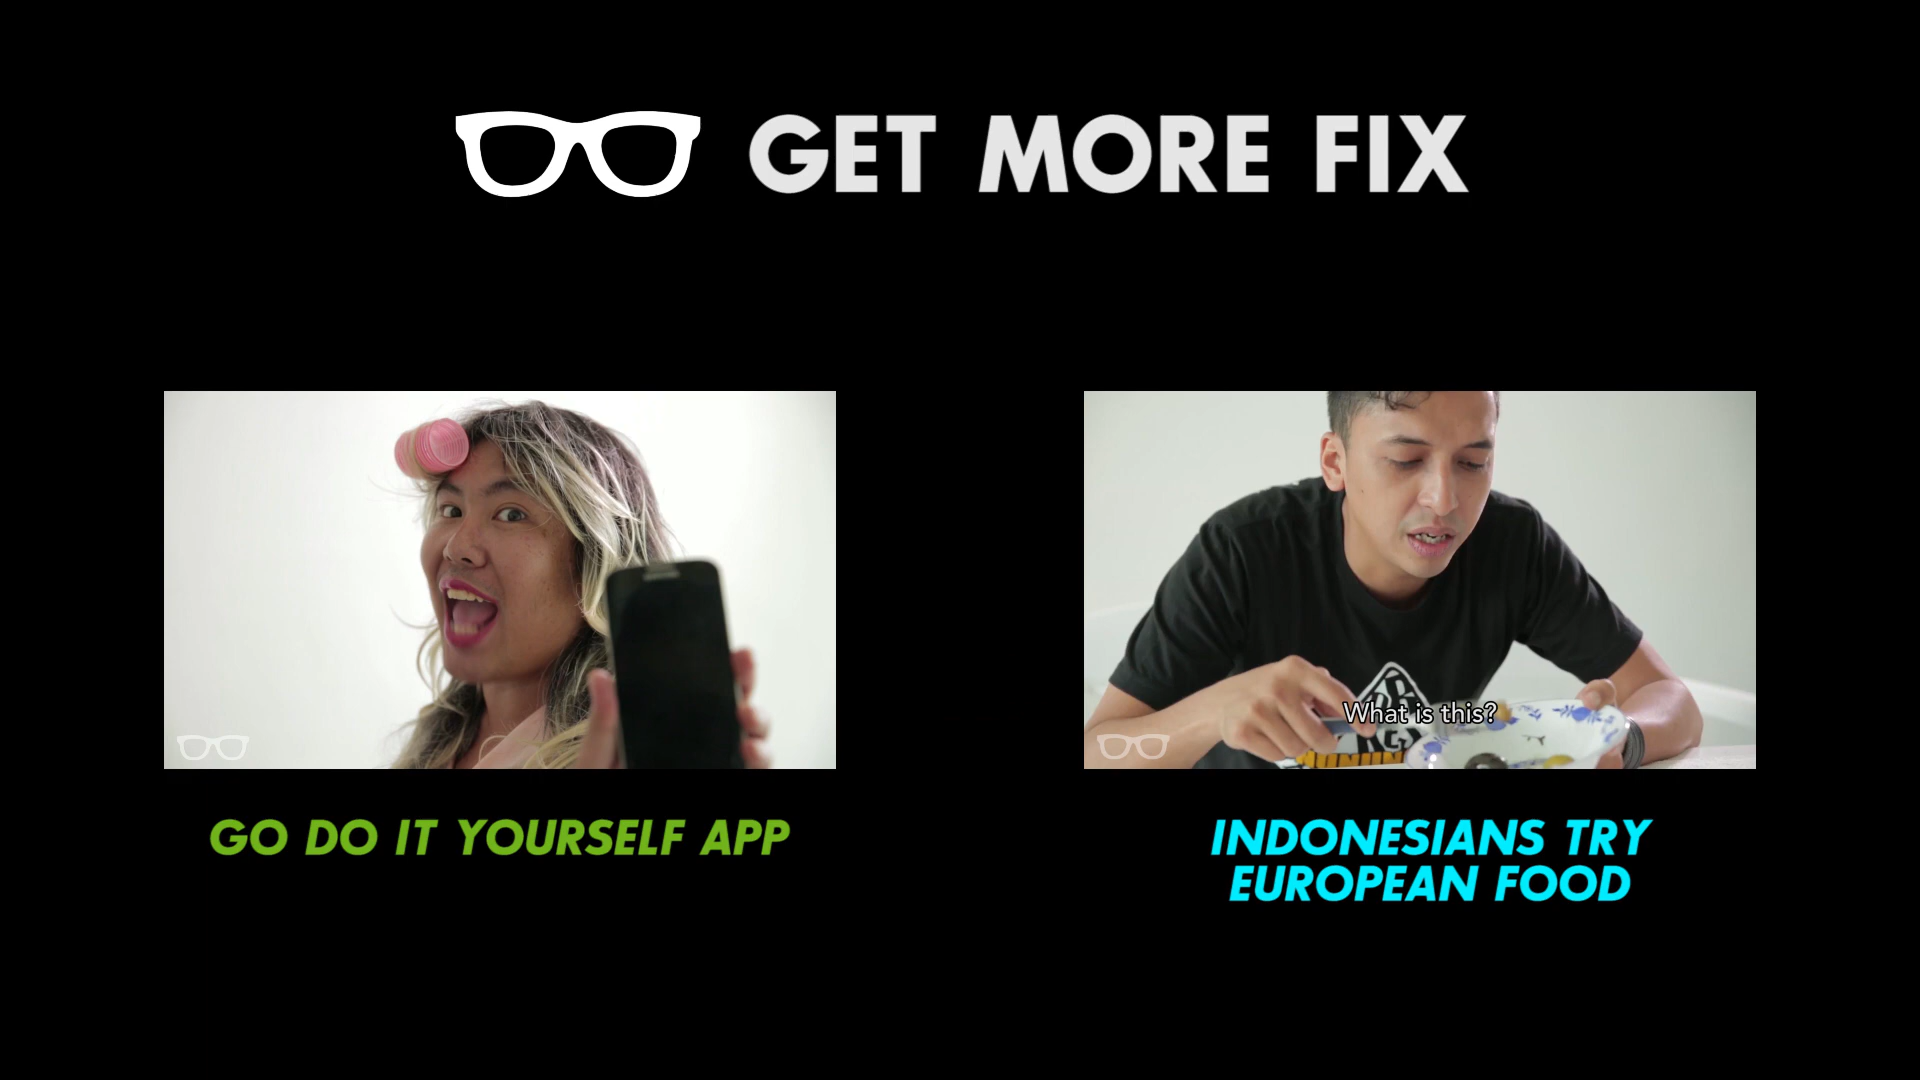 GET MORE FIX
What is this?
GO DO IT YOURSELF APP
INDONESIANS TRY
EUROPEAN FOOD